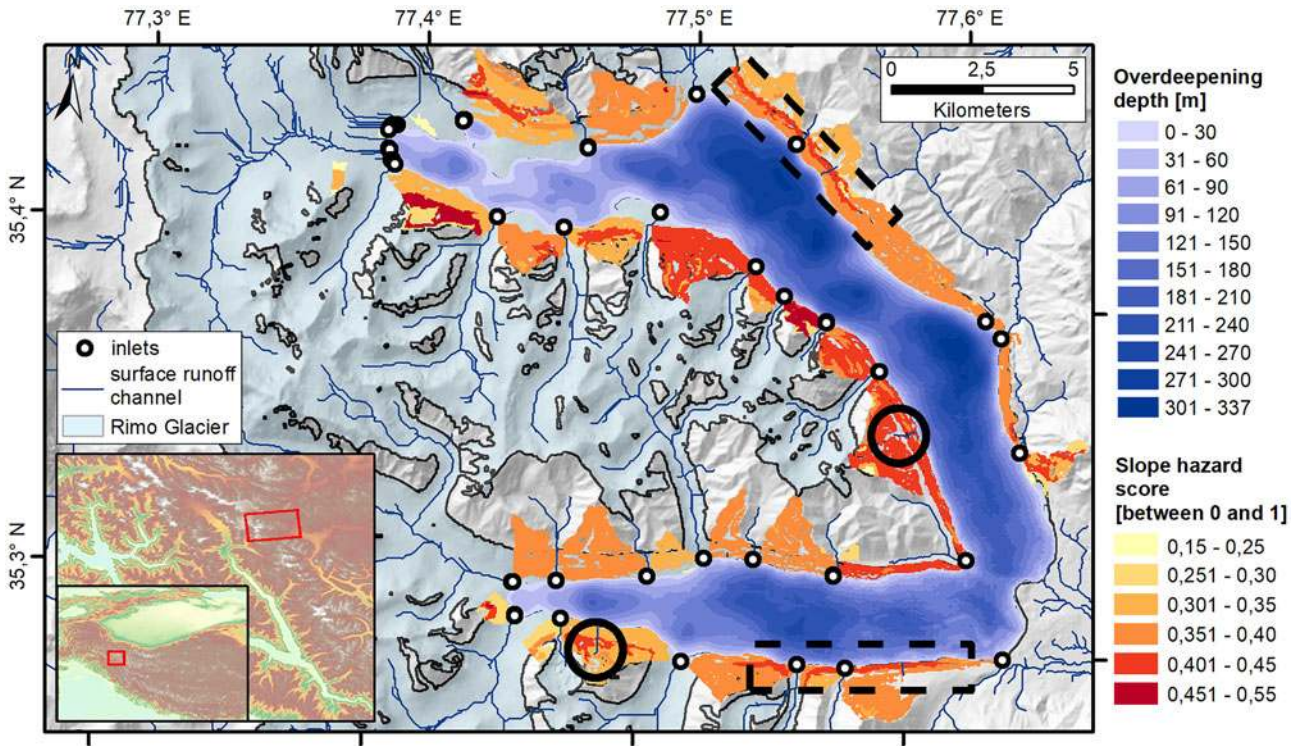 77,3° E 77,4° E 77,5° E 77,6° E
35,4° N
35,3° N
0 2,5 5
Kilometers
inlets
surface runoff
channel
Rimo Glacier
Overdeepening
depth [m]
0 - 30
31 - 60
61 - 90
91 - 120
121 - 150
151 - 180
181 - 210
211 - 240
241 - 270
271 - 300
301 - 337
Slope hazard
score
[between 0 and 1]
0,15 - 0,25
0,251 - 0,30
0,301 - 0,35
0,351 - 0,40
0,401 - 0,45
0,451 - 0,55